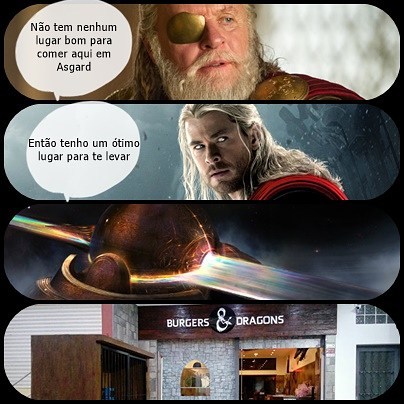 Não tem nenhum
lugar bom para
comer aqui em
Asgard
Então tenho um ótimo
lugar para te levar
BURGERS & DRAGONS